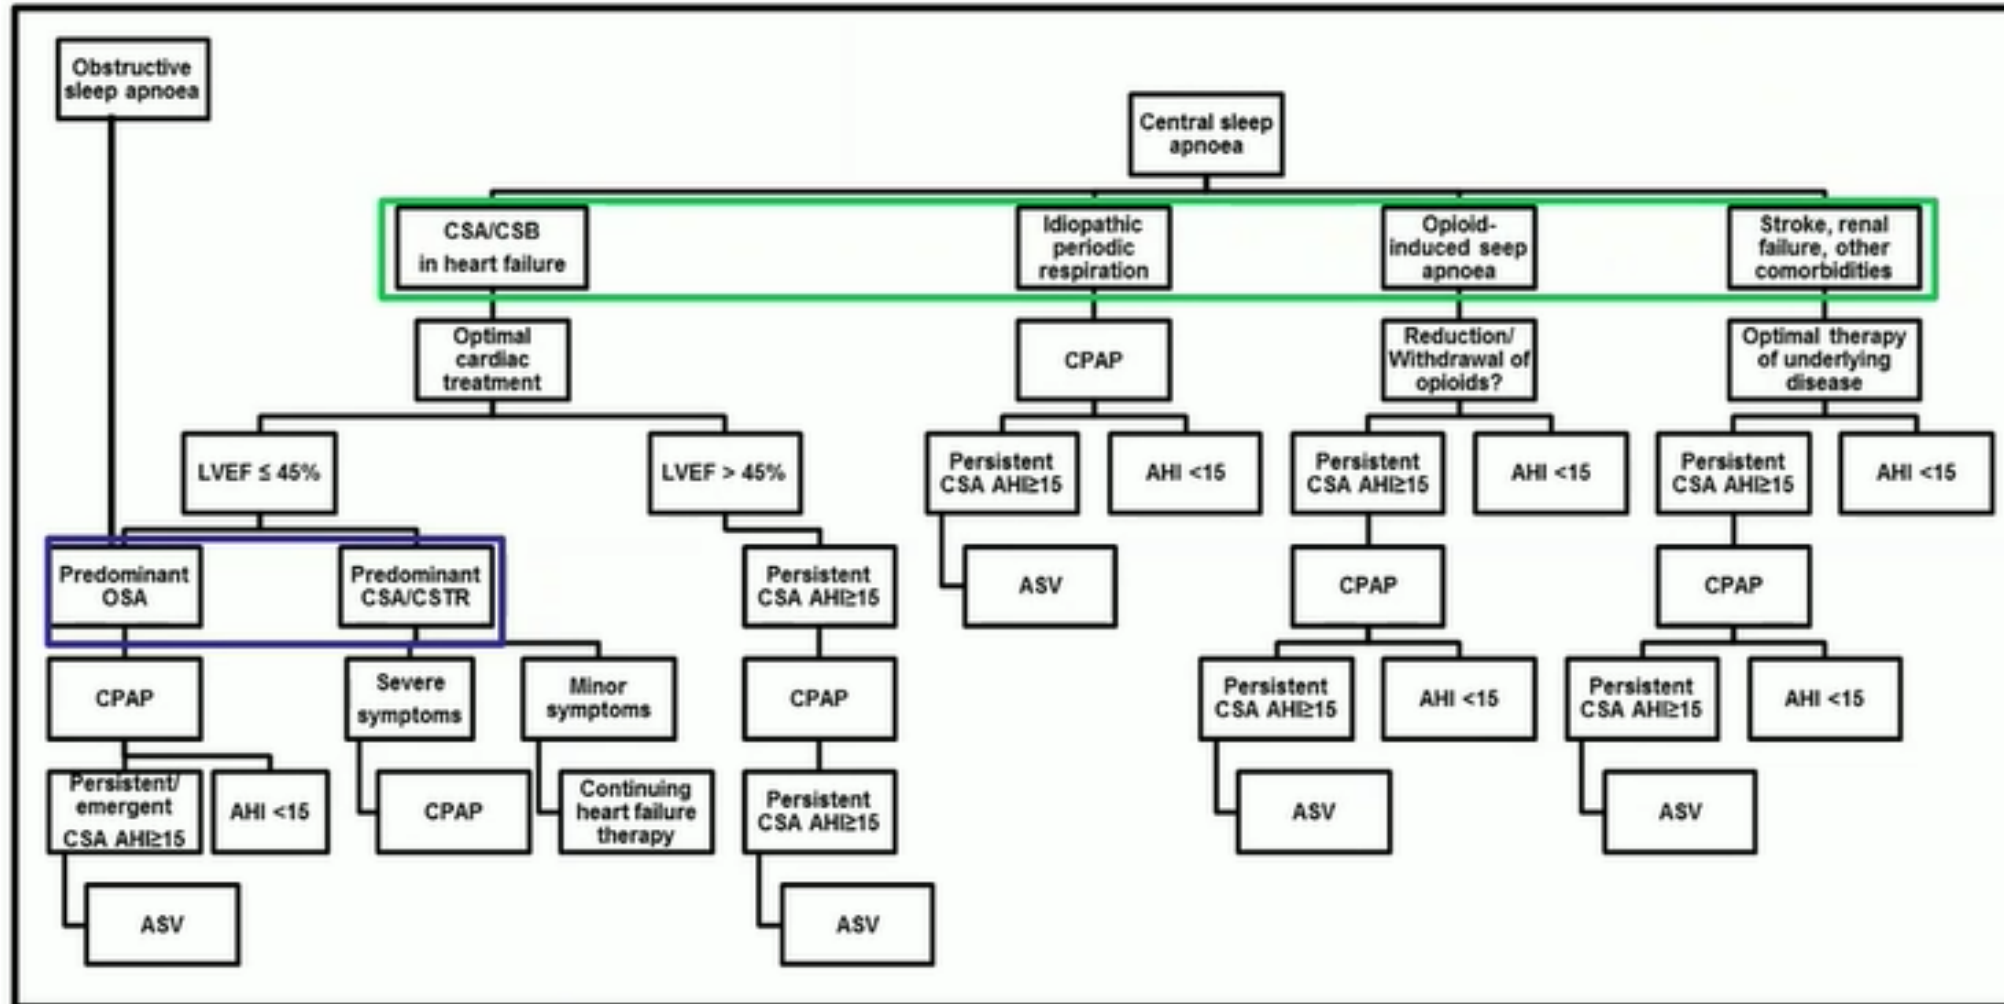 Obstructive
sleep apnoea
Central sleep
apnoea
CSA/CSB
in heart failure
Idiopathic
periodic
respiration
Opioid-
induced seep
apnoea
Stroke, renal
failure, other
comorbidities
Optimal
cardiac
treatment
CPAP
Reduction/
Withdrawal of
opioids?
Optimal therapy
of underlying
disease
LVEF ≤ 45%
LVEF > 45%
Persistent
CSA AHI≥15
AHI <15
Persistent
CSA AHI≥15
AHI <15
Persistent
CSA AHI≥15
AHI <15
Predominant
OSA
Predominant
CSA/CSTR
Persistent
CSA AHI≥15
ASV
CPAP
CPAP
CPAP
Severe
symptoms
Minor
symptoms
CPAP
Persistent
CSA AHI≥15
AHI <15
Persistent
CSA AHI≥15
AHI <15
Persistent/
emergent
CSA AHI≥15
AHI <15
CPAP
Continuing
heart failure
therapy
Persistent
CSA AHI≥15
ASV
ASV
ASV
ASV